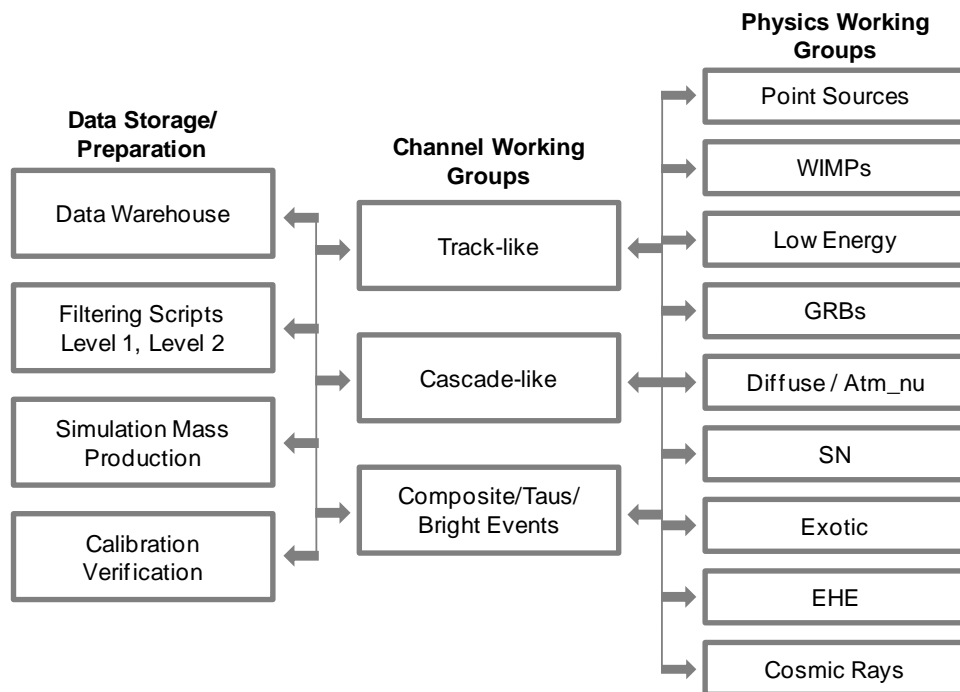 Data Storage/
Preparation
Data Warehouse
Filtering Scripts
Level 1, Level 2
Simulation Mass
Production
Calibration
Verification
Channel Working
Groups
Track-like
Cascade-like
Composite/Taus/
Bright Events
Physics Working
Groups
Point Sources
WIMPs
Low Energy
GRBs
Diffuse / Atm_nu
SN
Exotic
EHE
Cosmic Rays